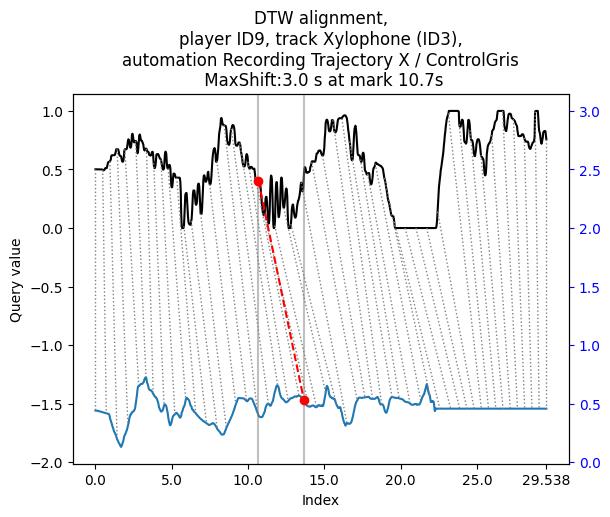 DTW alignment,
player ID9, track Xylophone (ID3),
automation Recording Trajectory X / ControlGris
MaxShift:3.0 s at mark 10.7s
1.0
0.5
0.0
−0.5
−1.0
−1.5
−2.0
Query value
3.0
2.5
2.0
1.5
1.0
0.5
0.0
0.0 5.0 10.0 15.0 20.0 25.0 29.538
Index